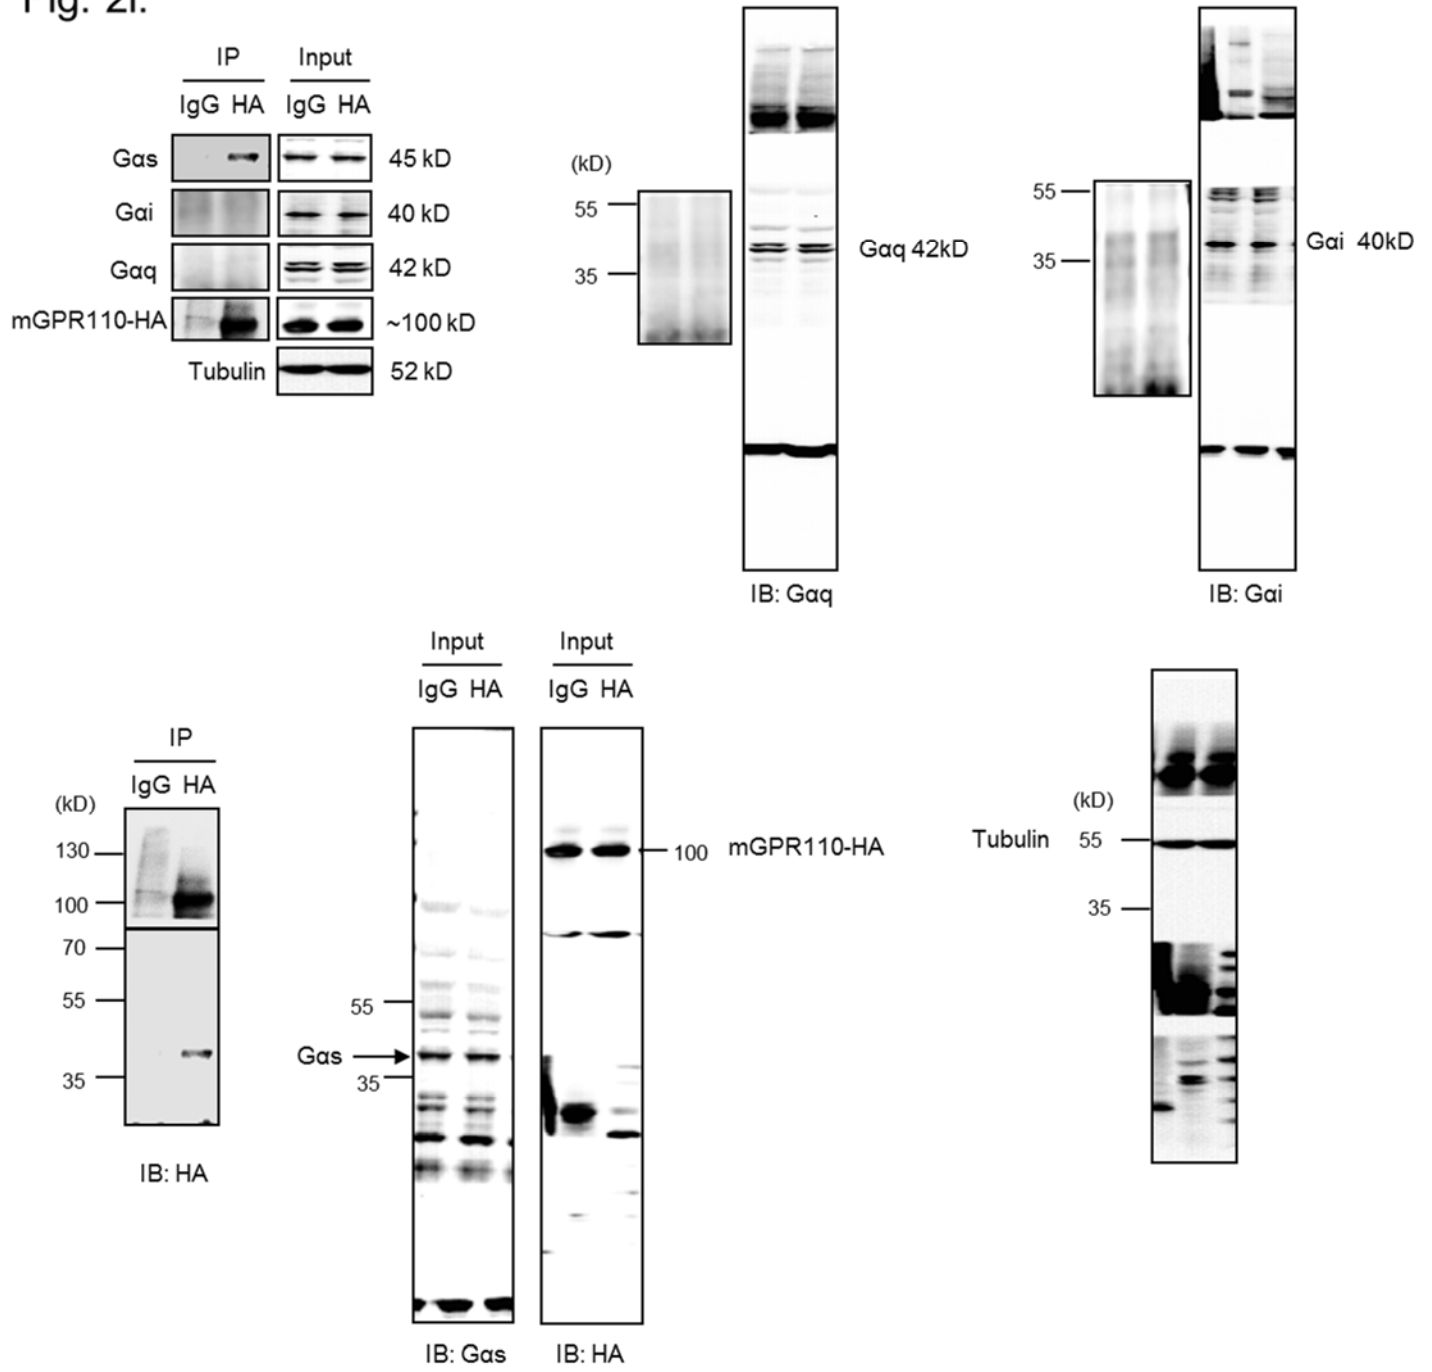 Fig. 2i.
IP Input
IgG HA IgG HA
Gαs 45 kD
Gαi 40 kD
Gαq 42 kD
mGPR110-HA ~100 kD
Tubulin 52 kD
(kD)
55
35
Gαq 42kD
IB: Gαq
55
35
Gαi 40kD
IB: Gαi
IP
IgG HA
(kD)
130
100
70
55
35
IB: HA
Input
IgG HA
55
Gαs
35
IB: Gαs
Input
IgG HA
100 mGPR110-HA
IB: HA
(kD)
Tubulin 55
35